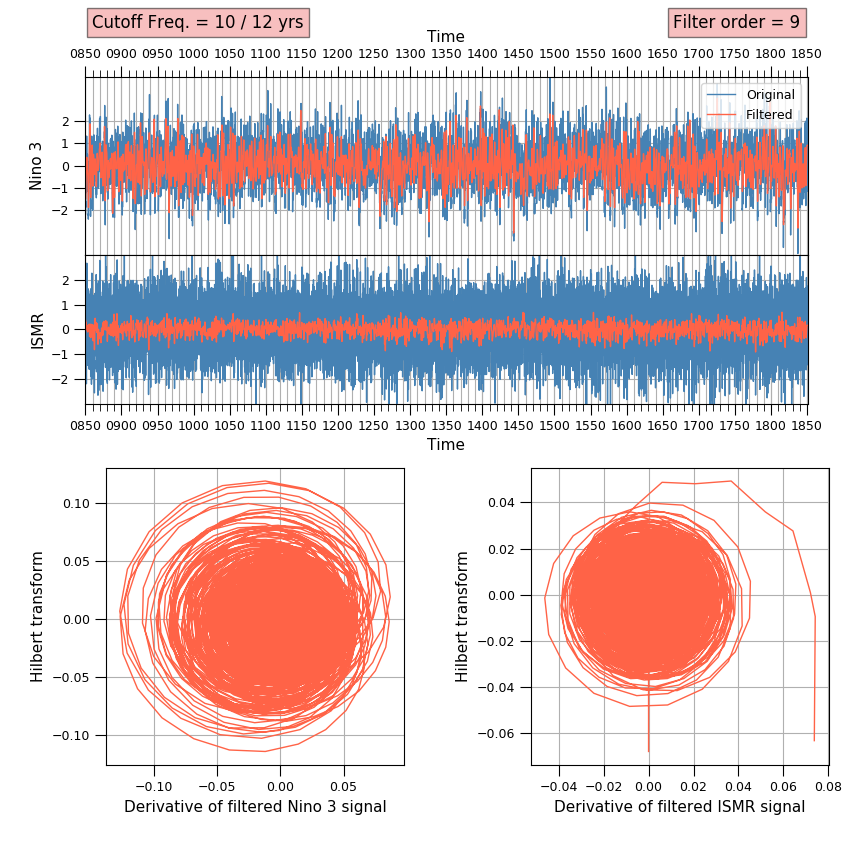 Cutoff Freq. = 10 / 12 yrs
Filter order = 9
Time
0850 0900 0950 1000 1050 1100 1150 1200 1250 1300 1350 1400 1450 1500 1550 1600 1650 1700 1750 1800 1850
Original
Filtered
Nino 3
2
1
0
−1
−2
ISMR
2
1
0
−1
−2
0850 0900 0950 1000 1050 1100 1150 1200 1250 1300 1350 1400 1450 1500 1550 1600 1650 1700 1750 1800 1850
Time
Hilbert transform
0.10
0.05
0.00
−0.05
−0.10
−0.10 −0.05 0.00 0.05
Derivative of filtered Nino 3 signal
Hilbert transform
0.04
0.02
0.00
−0.02
−0.04
−0.06
−0.04 −0.02 0.00 0.02 0.04 0.06 0.08
Derivative of filtered ISMR signal